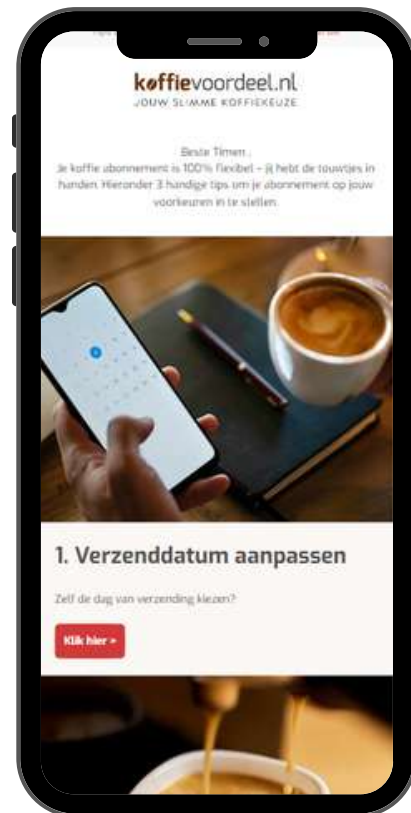 koffievoordeel.nl
JOUW SLIMME KOFFIEKEUZE
Beste Timen,
Je koffie abonnement is 100% flexibel – jij hebt de touwtjes in
handen. Hieronder 3 handige tips om je abonnement op jouw
voorkeuren in te stellen.
1. Verzenddatum aanpassen
Zelf de dag van verzending kiezen?
Klik hier >